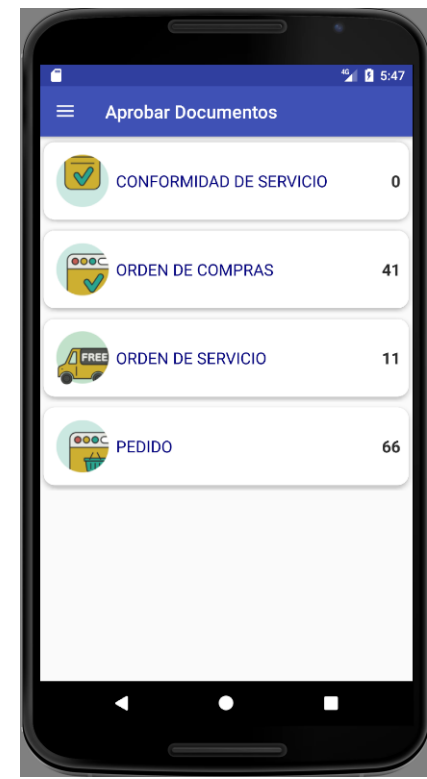 4G 5:47
Aprobar Documentos
CONFORMIDAD DE SERVICIO 0
ORDEN DE COMPRAS 41
FREE ORDEN DE SERVICIO 11
PEDIDO 66